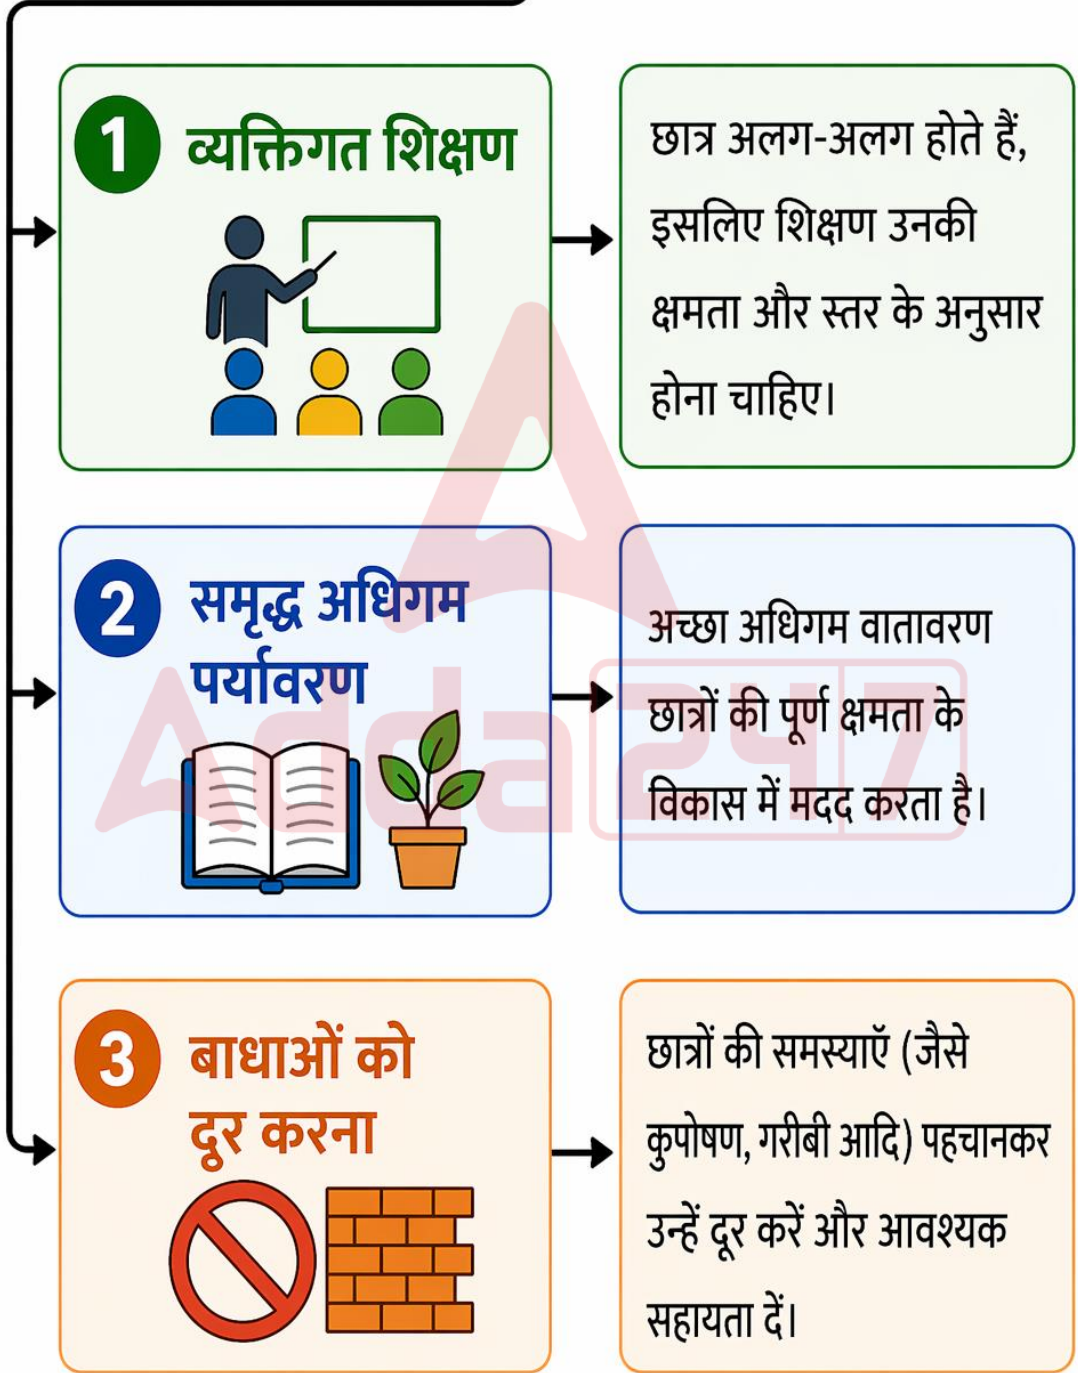 1 व्यक्तिगत शिक्षण
छात्र अलग-अलग होते हैं,
इसलिए शिक्षण उनकी
क्षमता और स्तर के अनुसार
होना चाहिए।
2 समृद्ध अधिगम
पर्यावरण
अच्छा अधिगम वातावरण
छात्रों की पूर्ण क्षमता के
विकास में मदद करता है।
3 बाधाओं को
दूर करना
छात्रों की समस्याएँ (जैसे
कुपोषण, गरीबी आदि) पहचानकर
उन्हें दूर करें और आवश्यक
सहायता दें।
Adda247